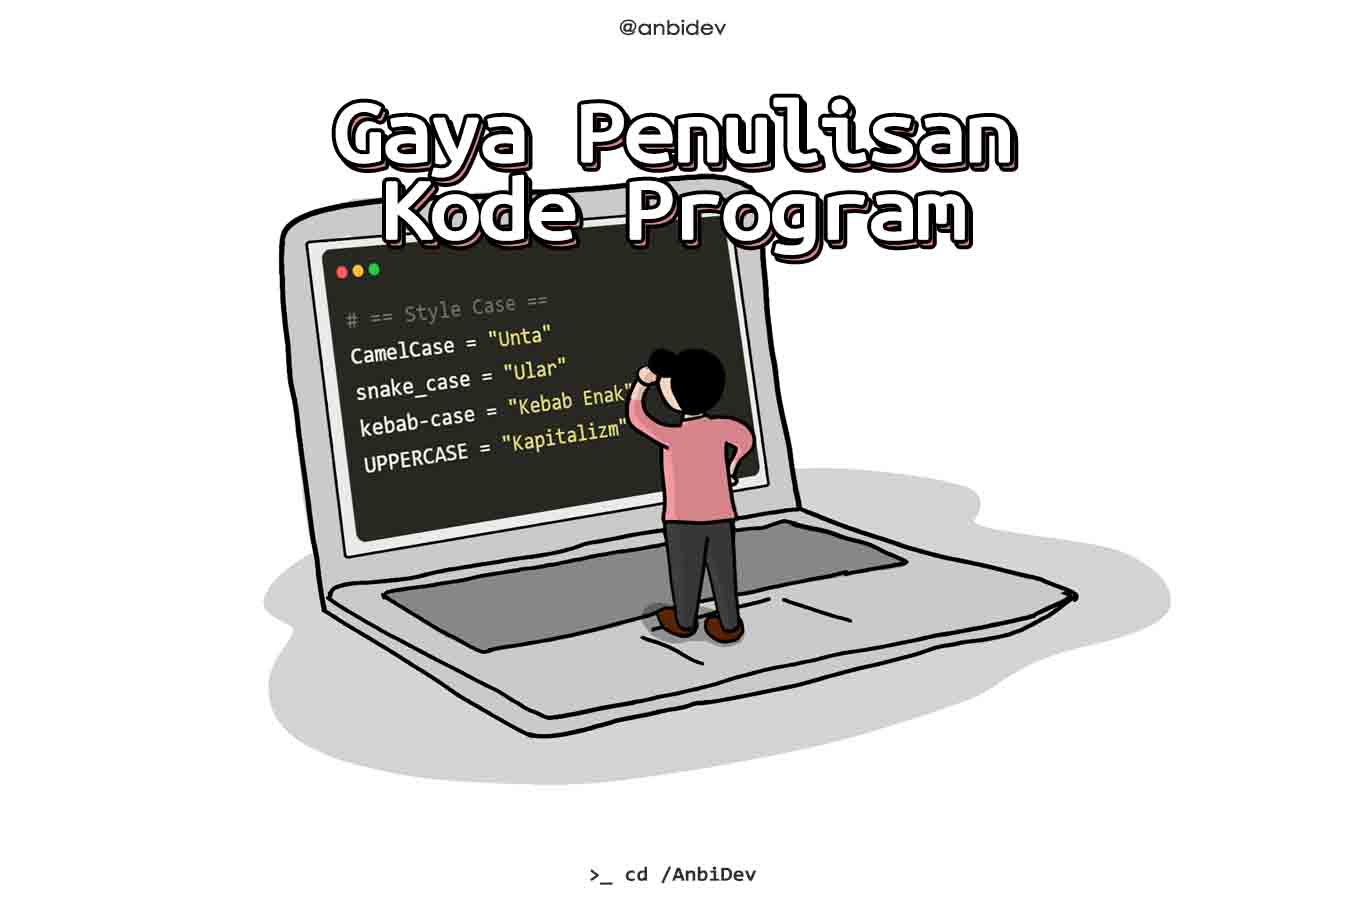 @anbidev
Gaya Penulisan
Kode Program
# == Style Case ==
CamelCase = "Unta"
snake_case = "Ular"
kebab-case = "Kebab Enak"
UPPERCASE = "Kapitalizm"
>_ cd /AnbiDev